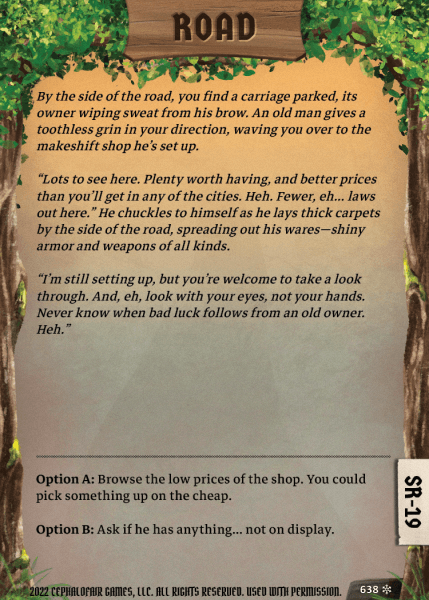 ROAD
By the side of the road, you find a carriage parked, its
owner wiping sweat from his brow. An old man gives a
toothless grin in your direction, waving you over to the
makeshift shop he’s set up.
“Lots to see here. Plenty worth having, and better prices
than you’ll get in any of the cities. Heh. Fewer, eh... laws
out here.” He chuckles to himself as he lays thick carpets
by the side of the road, spreading out his wares—shiny
armor and weapons of all kinds.
“I’m still setting up, but you’re welcome to take a look
through. And, eh, look with your eyes, not your hands.
Never know when bad luck follows from an old owner.
Heh.”
Option A: Browse the low prices of the shop. You could
pick something up on the cheap.
Option B: Ask if he has anything... not on display.
SR-19
2022 CEPHALOFAIR GAMES, LLC. ALL RIGHTS RESERVED. USED WITH PERMISSION.
638